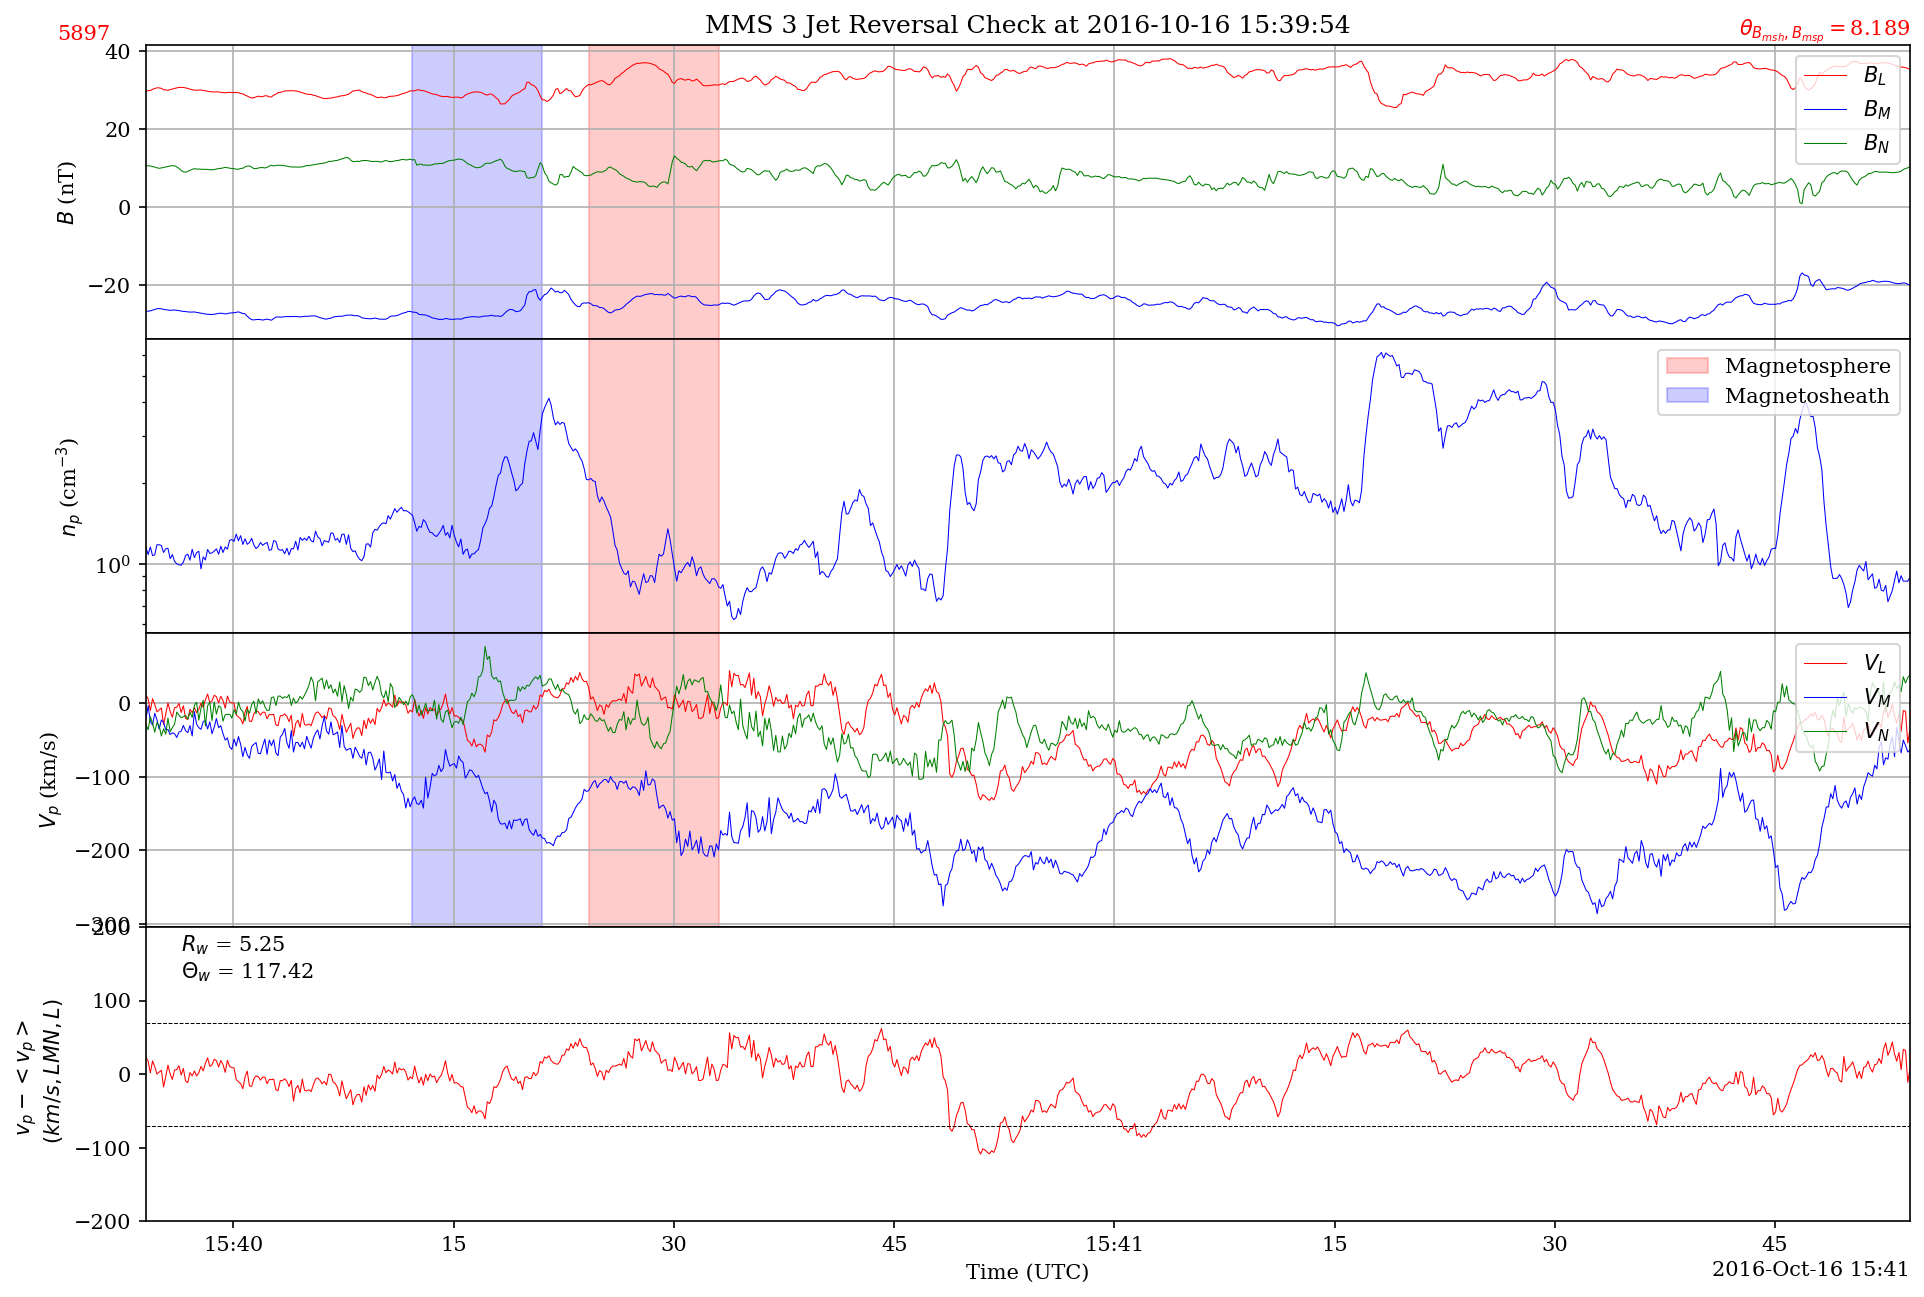 MMS 3 Jet Reversal Check at 2016-10-16 15:39:54
5897
θ_{B_{msh}, B_{msp}} = 8.189
40
20
0
−20
B (nT)
B_L
B_M
B_N
10^0
n_p (cm^{−3})
Magnetosphere
Magnetosheath
0
−100
−200
−300
V_p (km/s)
V_L
V_M
V_N
200
100
0
−100
−200
R_w = 5.25
Θ_w = 117.42
v_p − < v_p >
(km/s, LMN, L)
15:40 15 30 45 15:41 15 30 45
Time (UTC)
2016-Oct-16 15:41